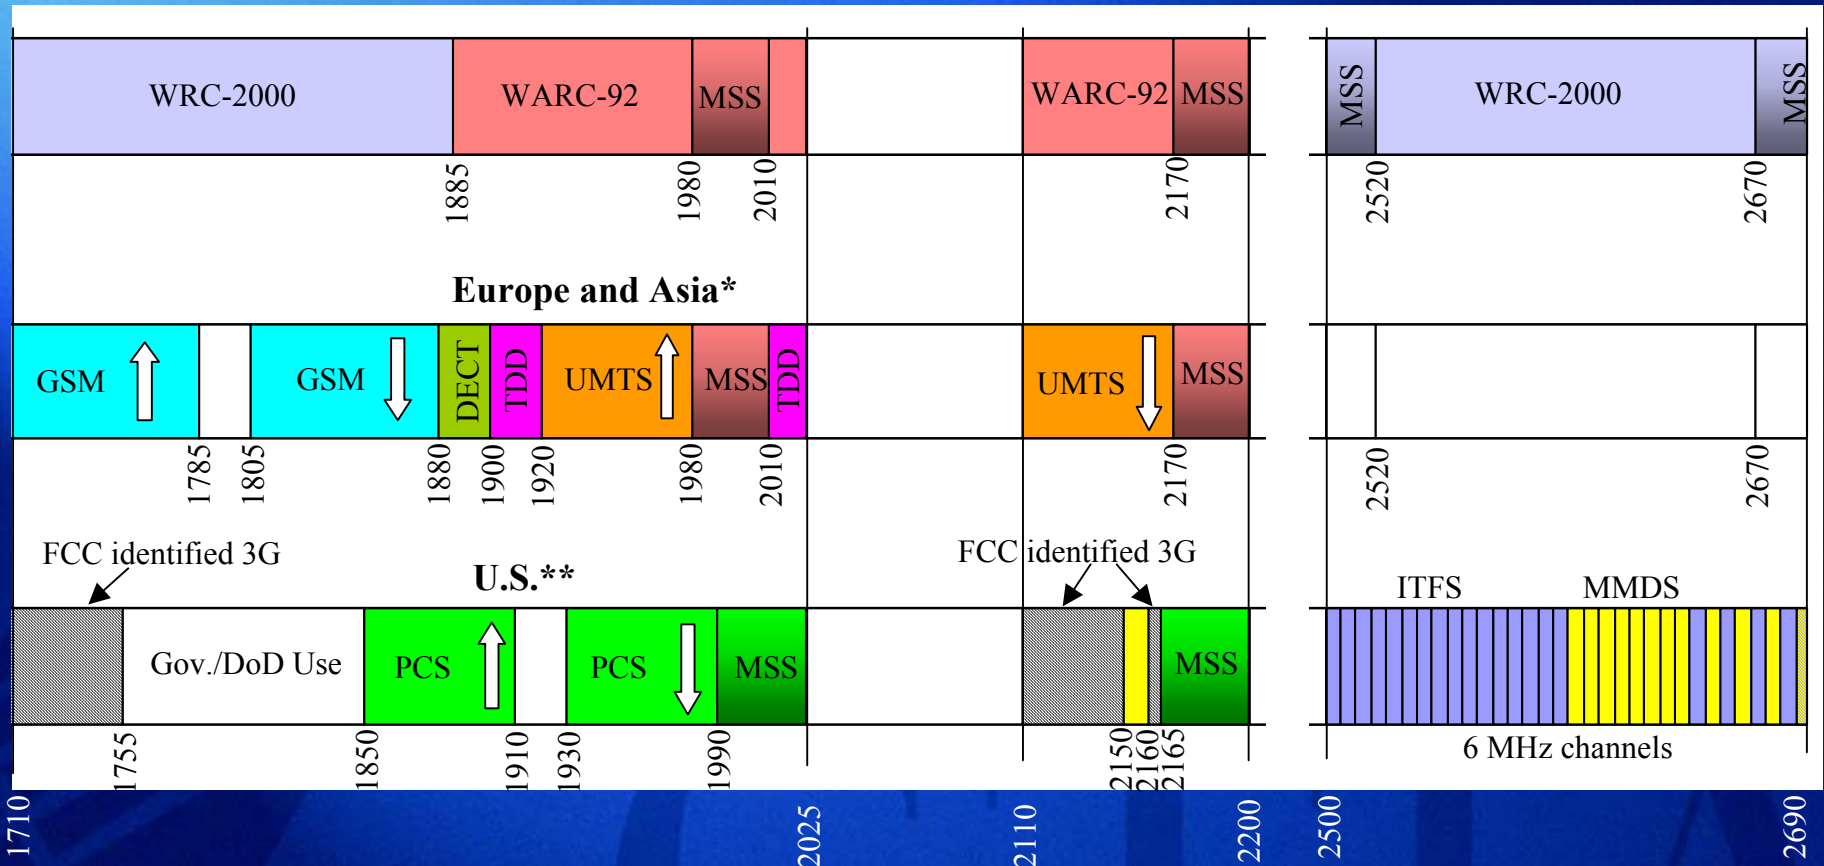 WRC-2000 WARC-92 MSS WARC-92 MSS MSS WRC-2000 MSS
1885 1980 2010 2170 2520 2670
Europe and Asia*
GSM GSM DECT TDD UMTS MSS TDD UMTS MSS
1785 1805 1880 1900 1920 1980 2010 2170 2520 2670
FCC identified 3G FCC identified 3G
U.S.** ITFS MMDS
Gov./DoD Use PCS PCS MSS MSS
1755 1850 1910 1930 1990 2150 2160 2165 6 MHz channels
1710 2025 2110 2200 2500 2690